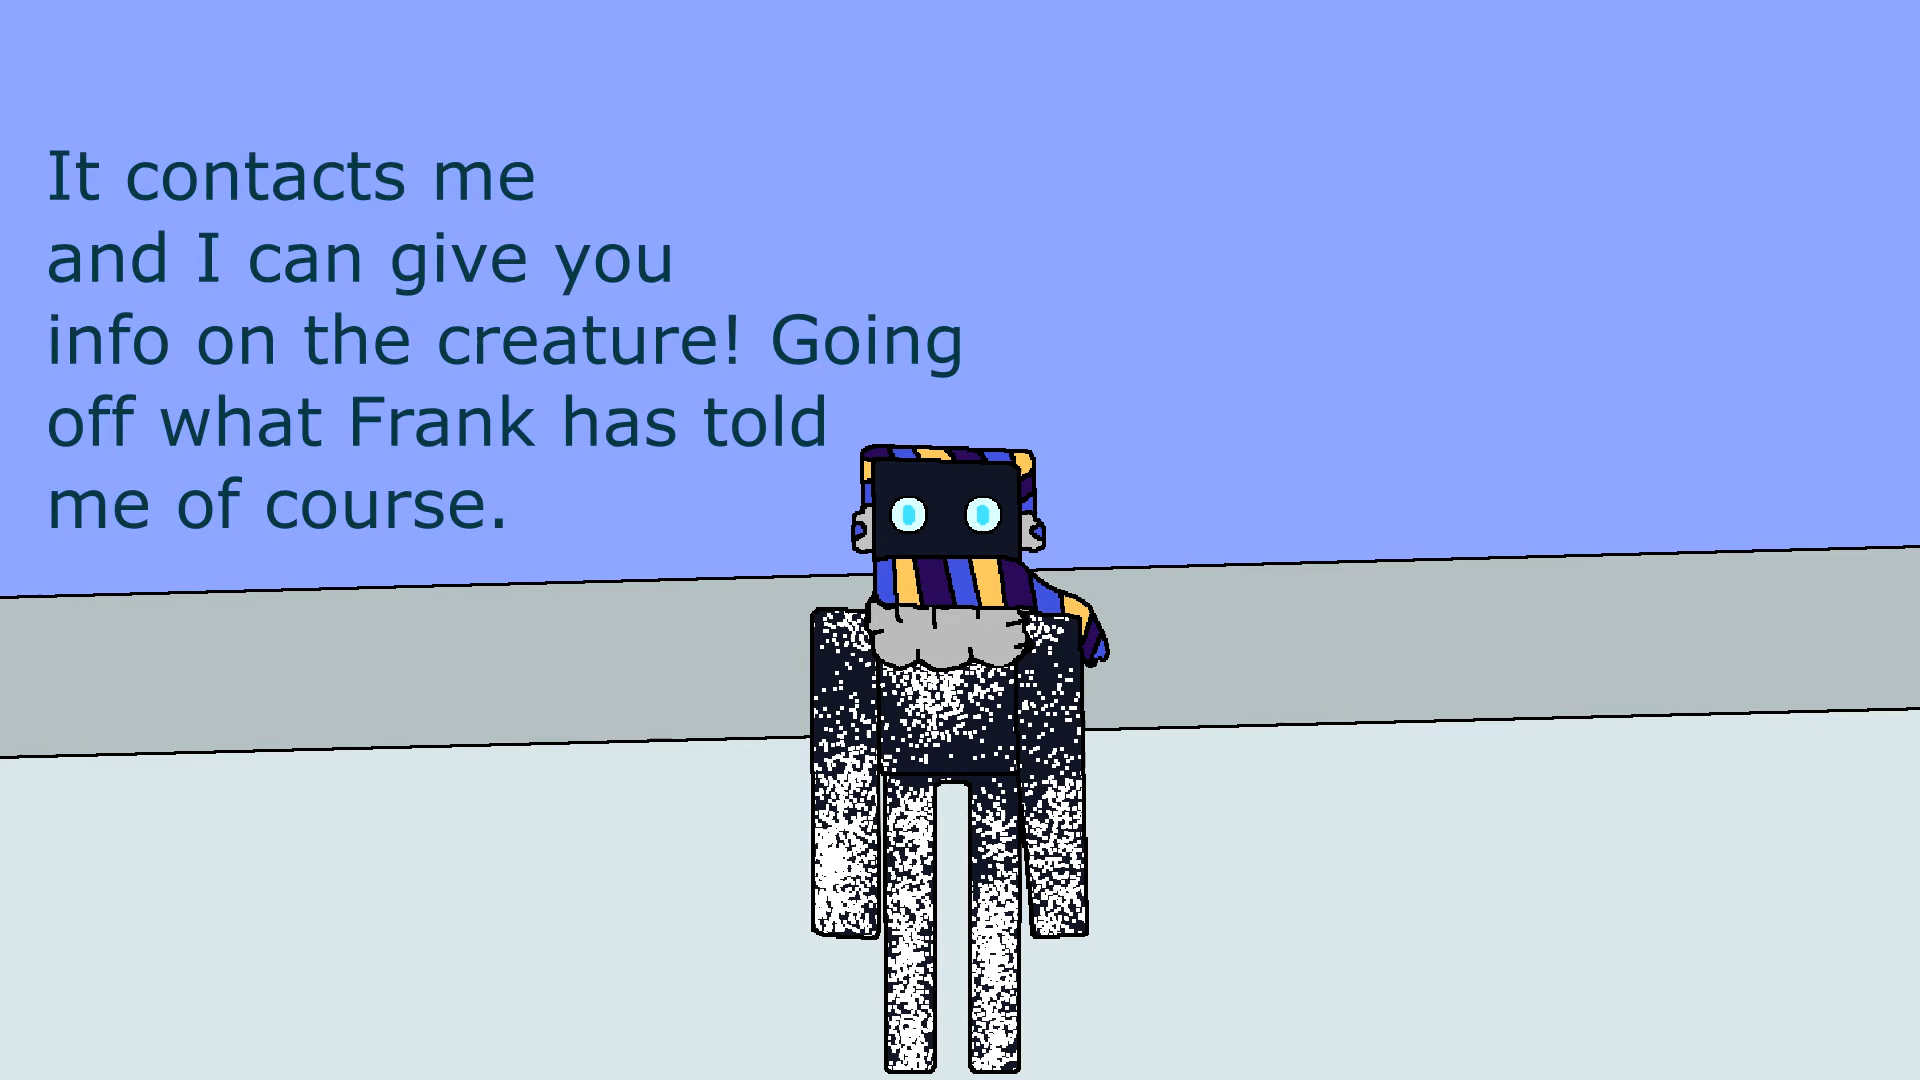 It contacts me
and I can give you
info on the creature! Going
off what Frank has told
me of course.